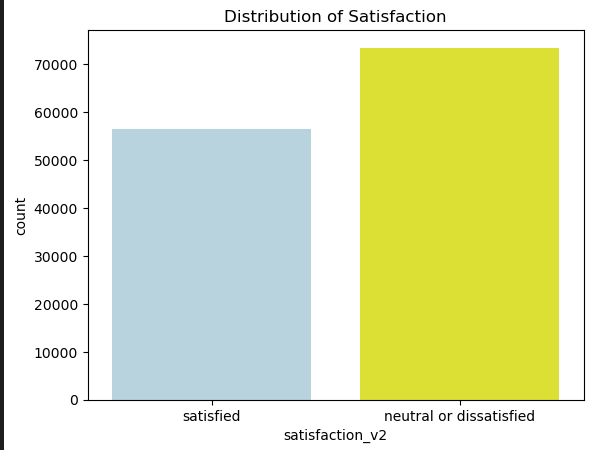 Distribution of Satisfaction
70000
60000
50000
40000
30000
20000
10000
0
count
satisfied
neutral or dissatisfied
satisfaction_v2